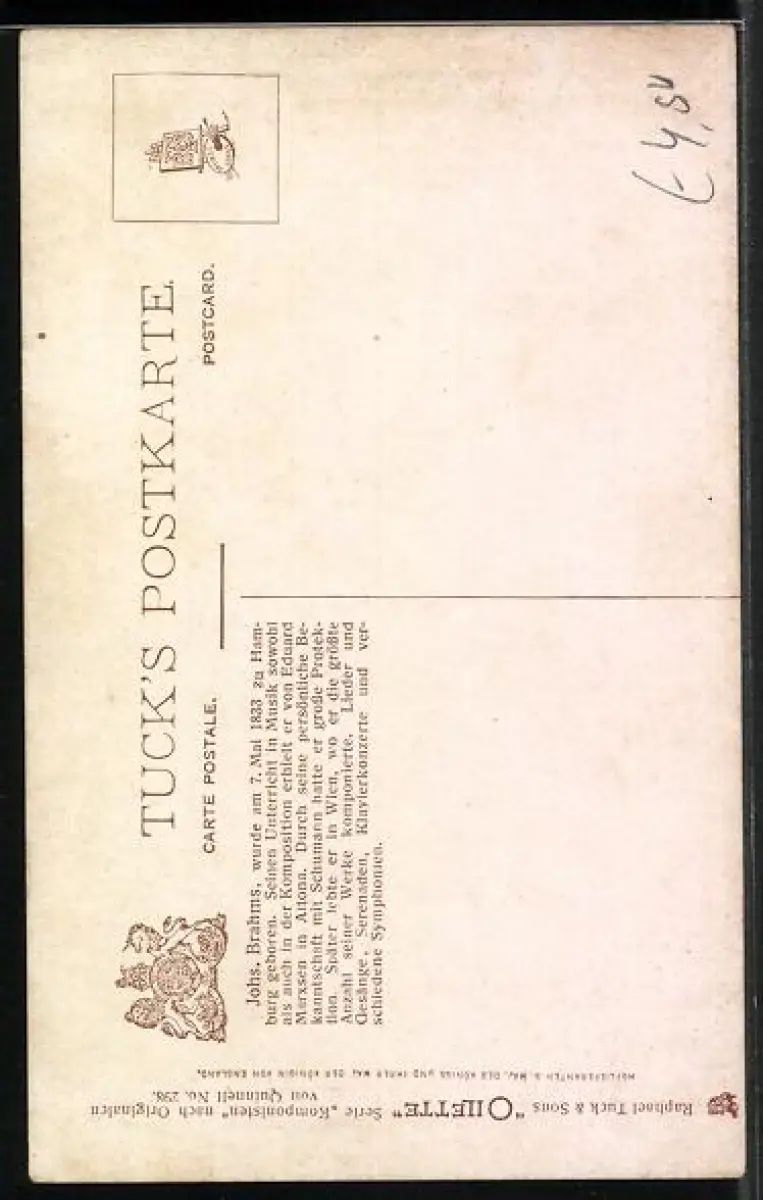 TUCK'S POSTKARTE.
CARTE POSTALE.
POSTCARD.
Johs. Brahms, wurde am 7. Mai 1833 zu Ham-
burg geboren. Seinen Unterricht in Musik sowohl
als auch in der Komposition erhielt er von Eduard
Marxsen in Altona. Durch seine persönliche Be-
kanntschaft mit Schumann hatte er große Protek-
tion. Später lebte er in Wien, wo er die größte
Anzahl seiner Werke komponierte, Lieder und
Gesänge, Serenaden, Klavierkonzerte und ver-
schiedene Symphonien.
Raphael Tuck & Sons "OILETTE" Serie „Komponisten" nach Originalen
von Quinnell No. 298.
HOFLIEFERANTEN S. MAJ. DES KÖNIGS UND IHRER MAJ. DER KÖNIGIN VON ENGLAND.